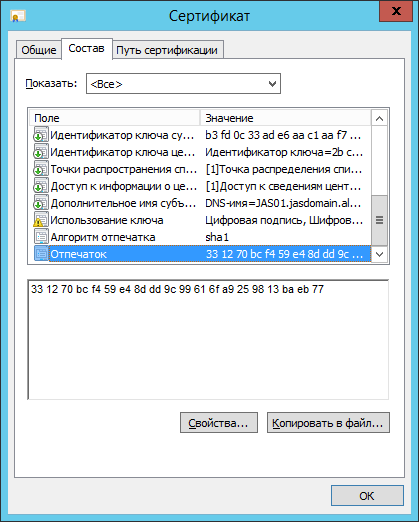 Сертификат
Общие Состав Путь сертификации
Показать: <Все>
Поле Значение
Идентификатор ключа су... b3 fd 0c 33 ad e6 aa c1 aa f7 ...
Идентификатор ключа це... Идентификатор ключа=2b c...
Точки распространения сп... [1]Точка распределения спи...
Доступ к информации о це... [1]Доступ к сведениям цент...
Дополнительное имя субъ... DNS-имя=JAS01.jasdomain.al...
Использование ключа Цифровая подпись, Шифров...
Алгоритм отпечатка sha1
Отпечаток 33 12 70 bc f4 59 e4 8d dd 9c ...
33 12 70 bc f4 59 e4 8d dd 9c 99 61 6f a9 25 98 13 ba eb 77
Свойства... Копировать в файл...
OK